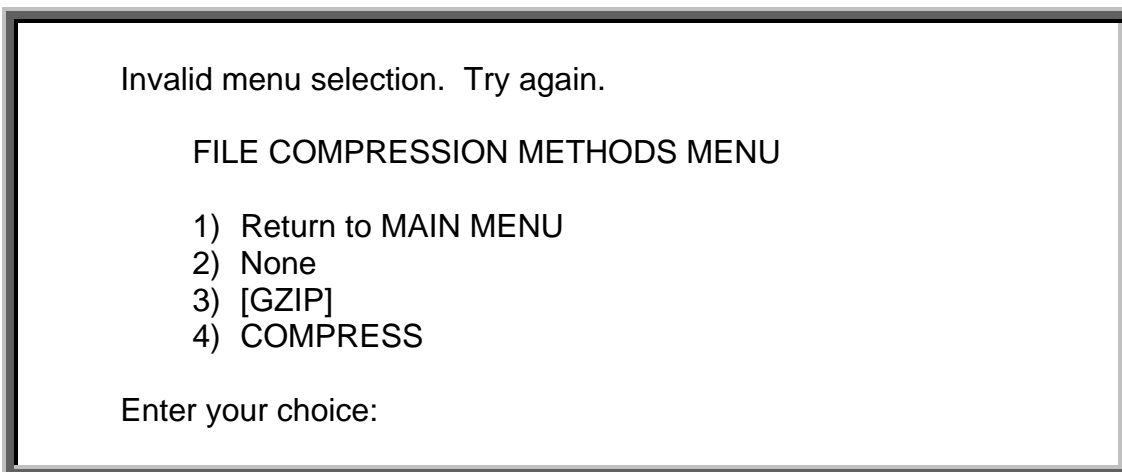 Invalid menu selection.  Try again.
FILE COMPRESSION METHODS MENU
1)  Return to MAIN MENU
2)  None
3)  [GZIP]
4)  COMPRESS
Enter your choice: